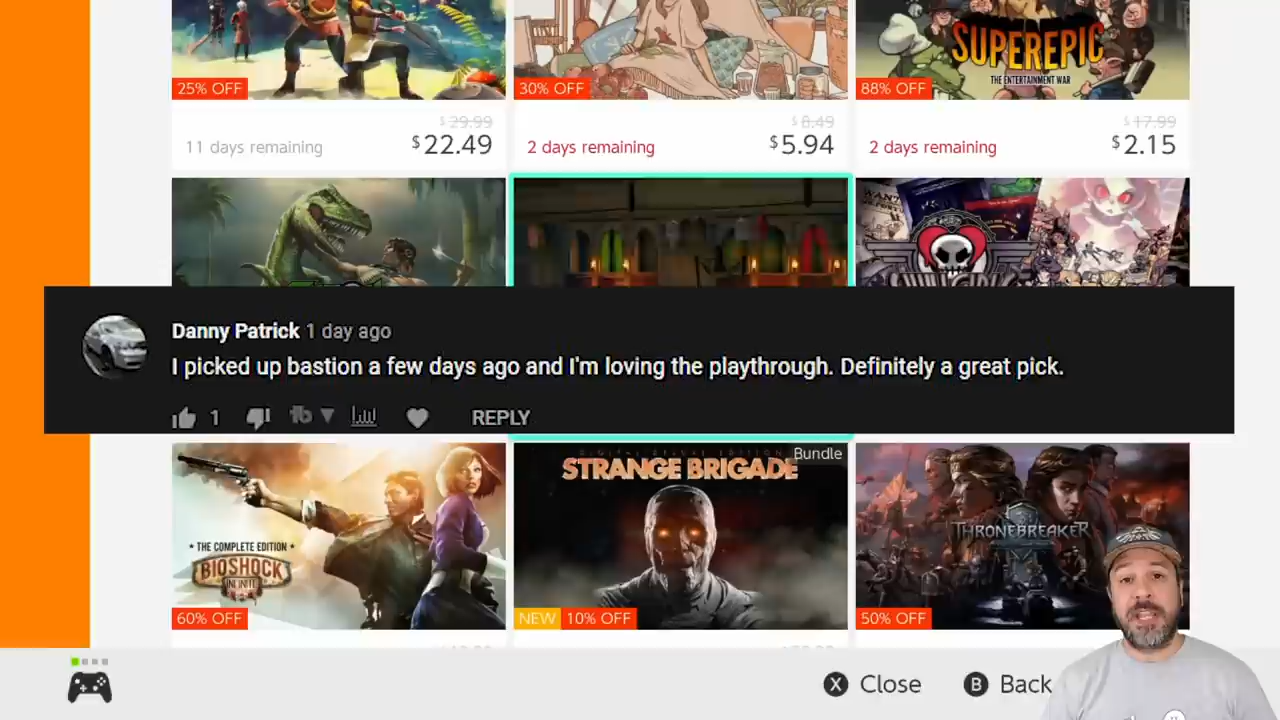 SUPEREPIC
THE ENTERTAINMENT WAR
25% OFF
30% OFF
88% OFF
$29.99
11 days remaining
$22.49
$8.49
2 days remaining
$5.94
$17.99
2 days remaining
$2.15
Danny Patrick 1 day ago
I picked up bastion a few days ago and I'm loving the playthrough. Definitely a great pick.
1
REPLY
THE COMPLETE EDITION
BIOSHOCK
INFINITE
60% OFF
Bundle
DIGITAL DELUXE EDITION
STRANGE BRIGADE
NEW 10% OFF
THRONEBREAKER
50% OFF
X Close
B Back